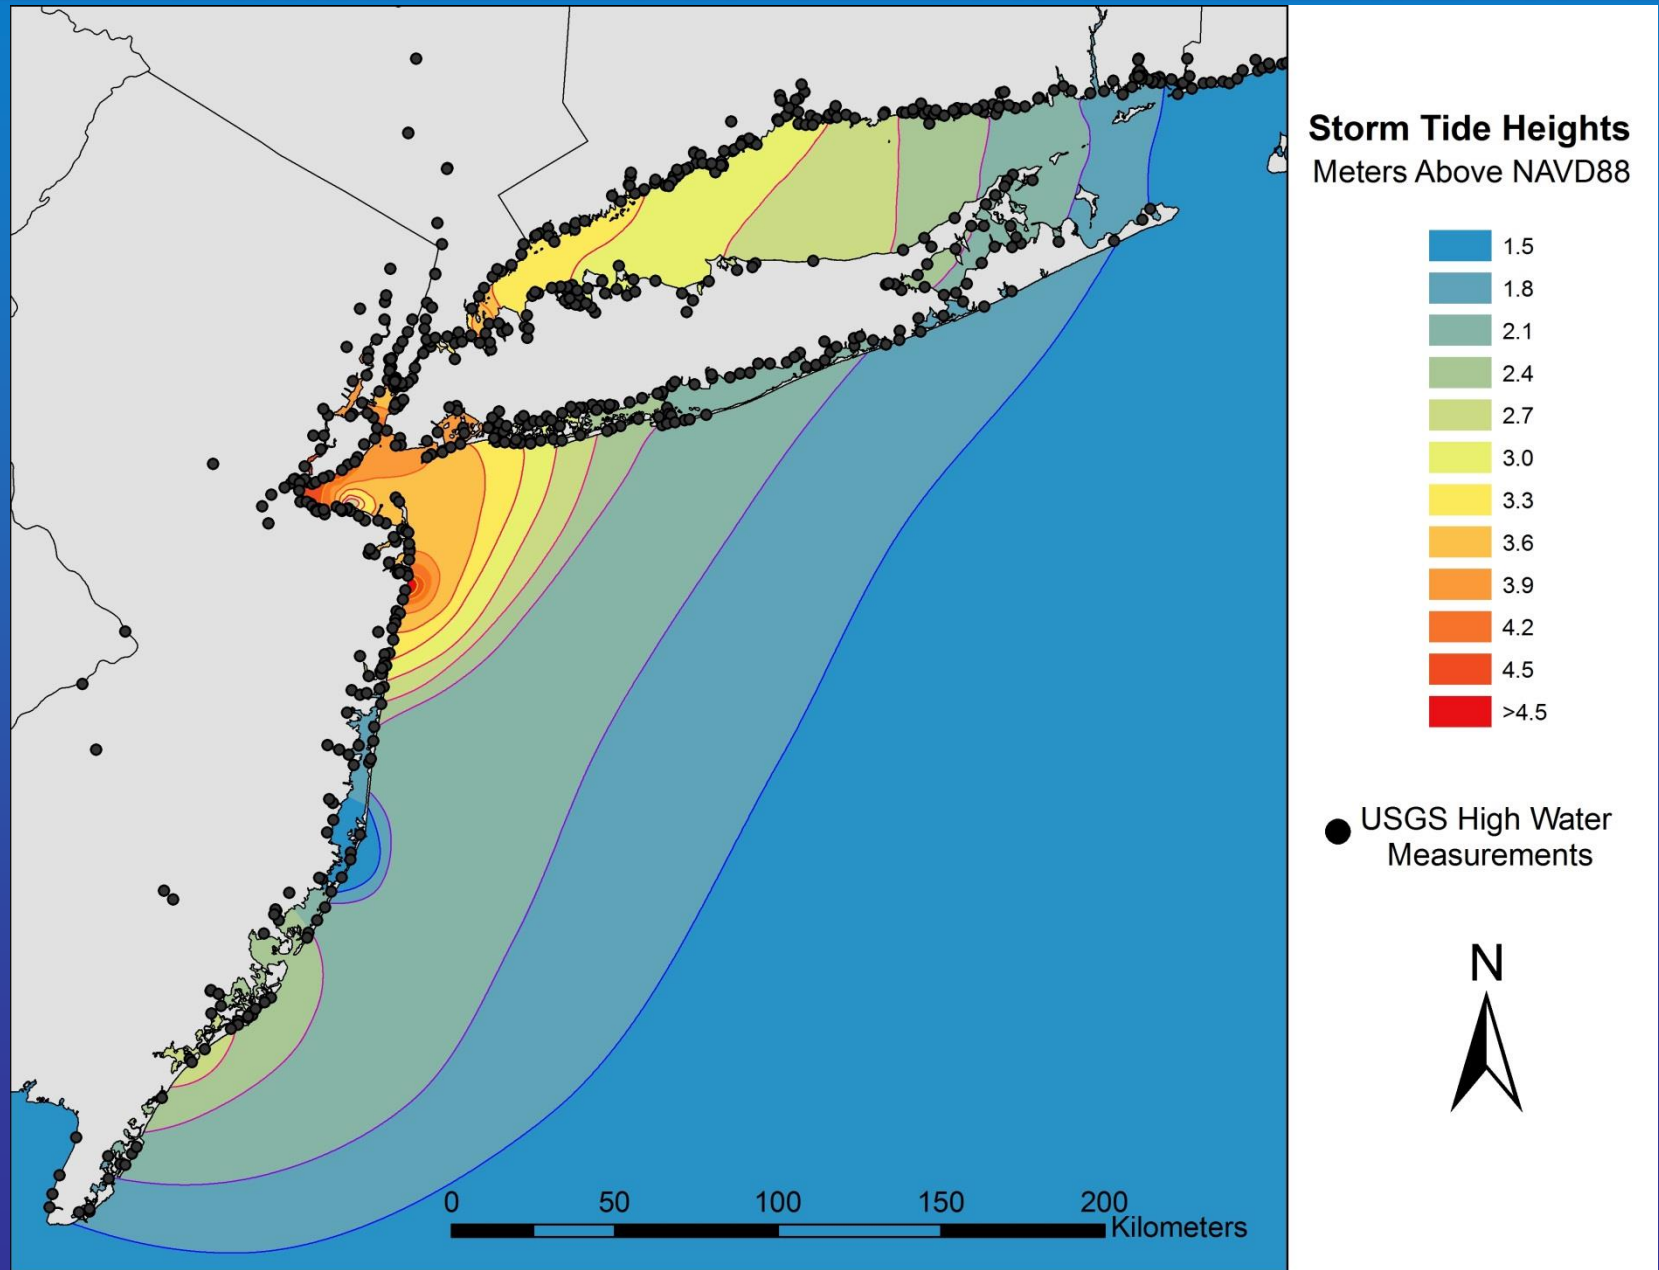 Storm Tide Heights
Meters Above NAVD88
1.5
1.8
2.1
2.4
2.7
3.0
3.3
3.6
3.9
4.2
4.5
>4.5
USGS High Water
Measurements
N
0 50 100 150 200
Kilometers